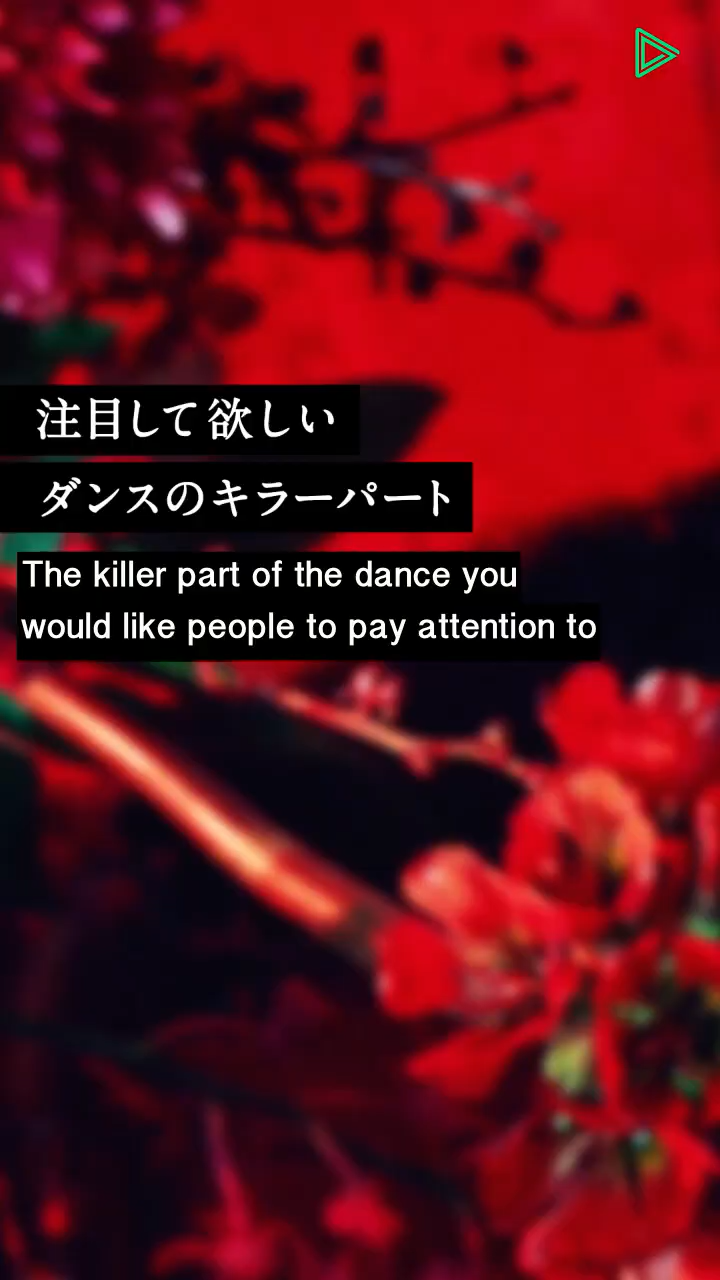 注目して欲しい
ダンスのキラーパート
The killer part of the dance you
would like people to pay attention to